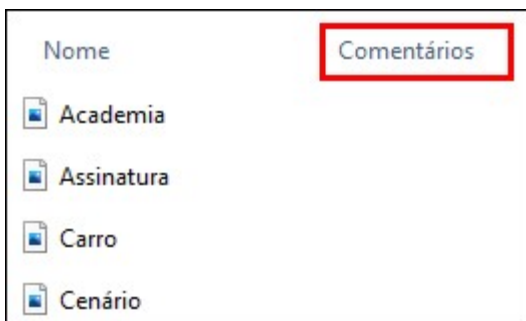 Nome Comentários
Academia
Assinatura
Carro
Cenário